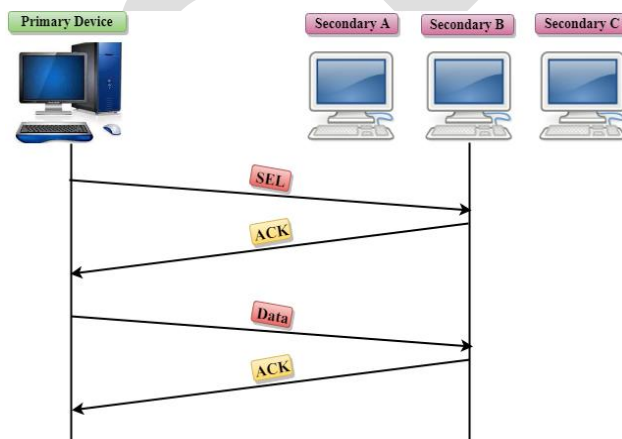 Primary Device
Secondary A
Secondary B
Secondary C
SEL
ACK
Data
ACK